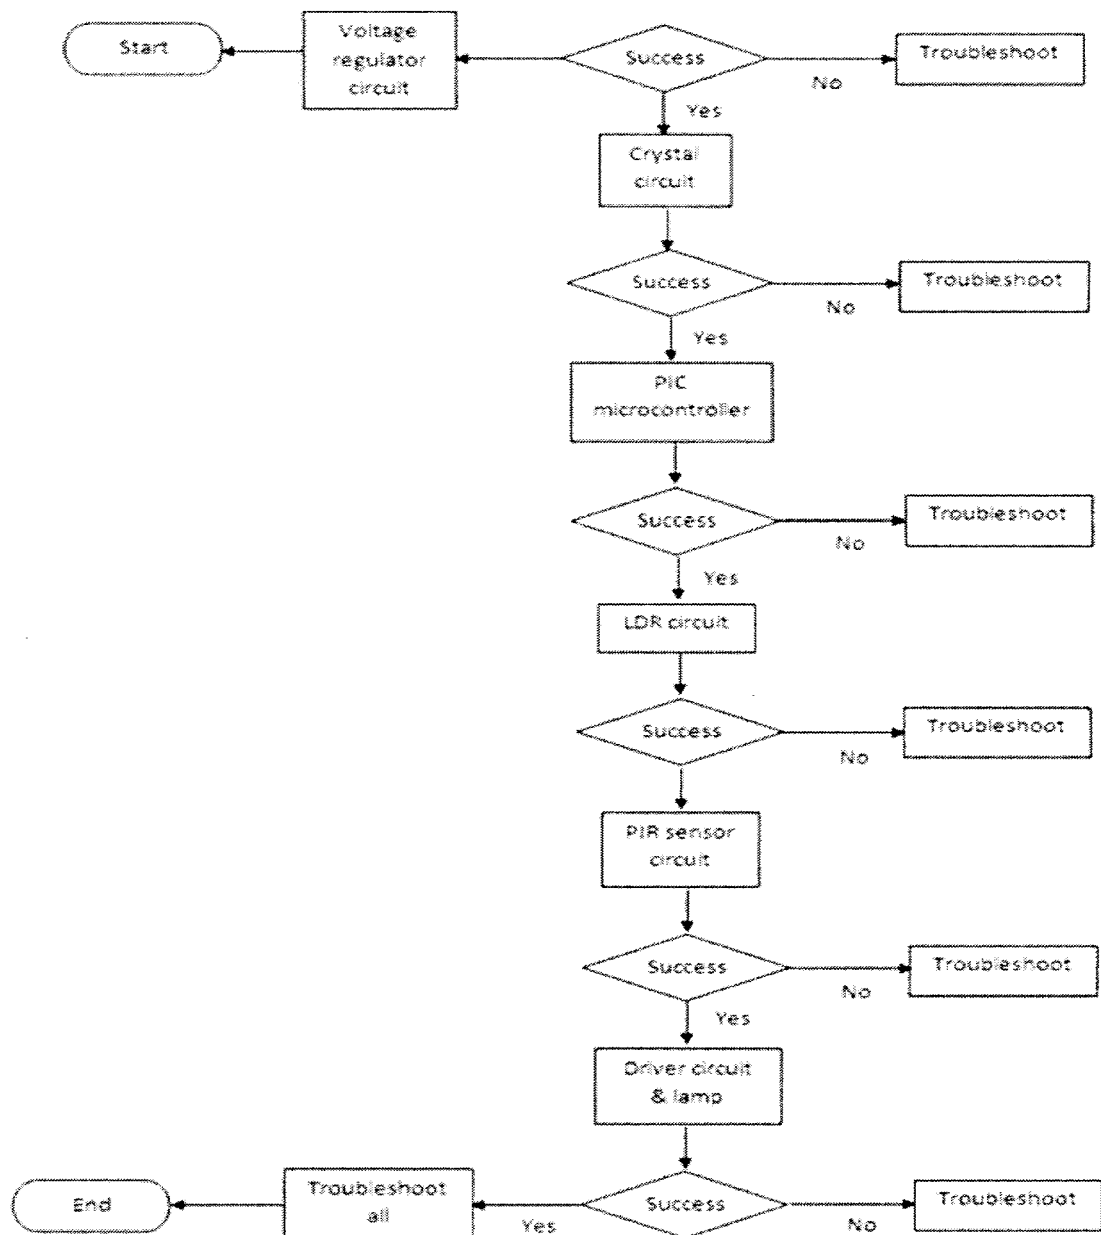 Start
Voltage
regulator
circuit
Success
No
Troubleshoot
Yes
Crystal
circuit
Success
No
Troubleshoot
Yes
PIC
microcontroller
Success
No
Troubleshoot
Yes
LDR circuit
Success
No
Troubleshoot
PIR sensor
circuit
Success
No
Troubleshoot
Yes
Driver circuit
& lamp
End
Troubleshoot
all
Yes
Success
No
Troubleshoot